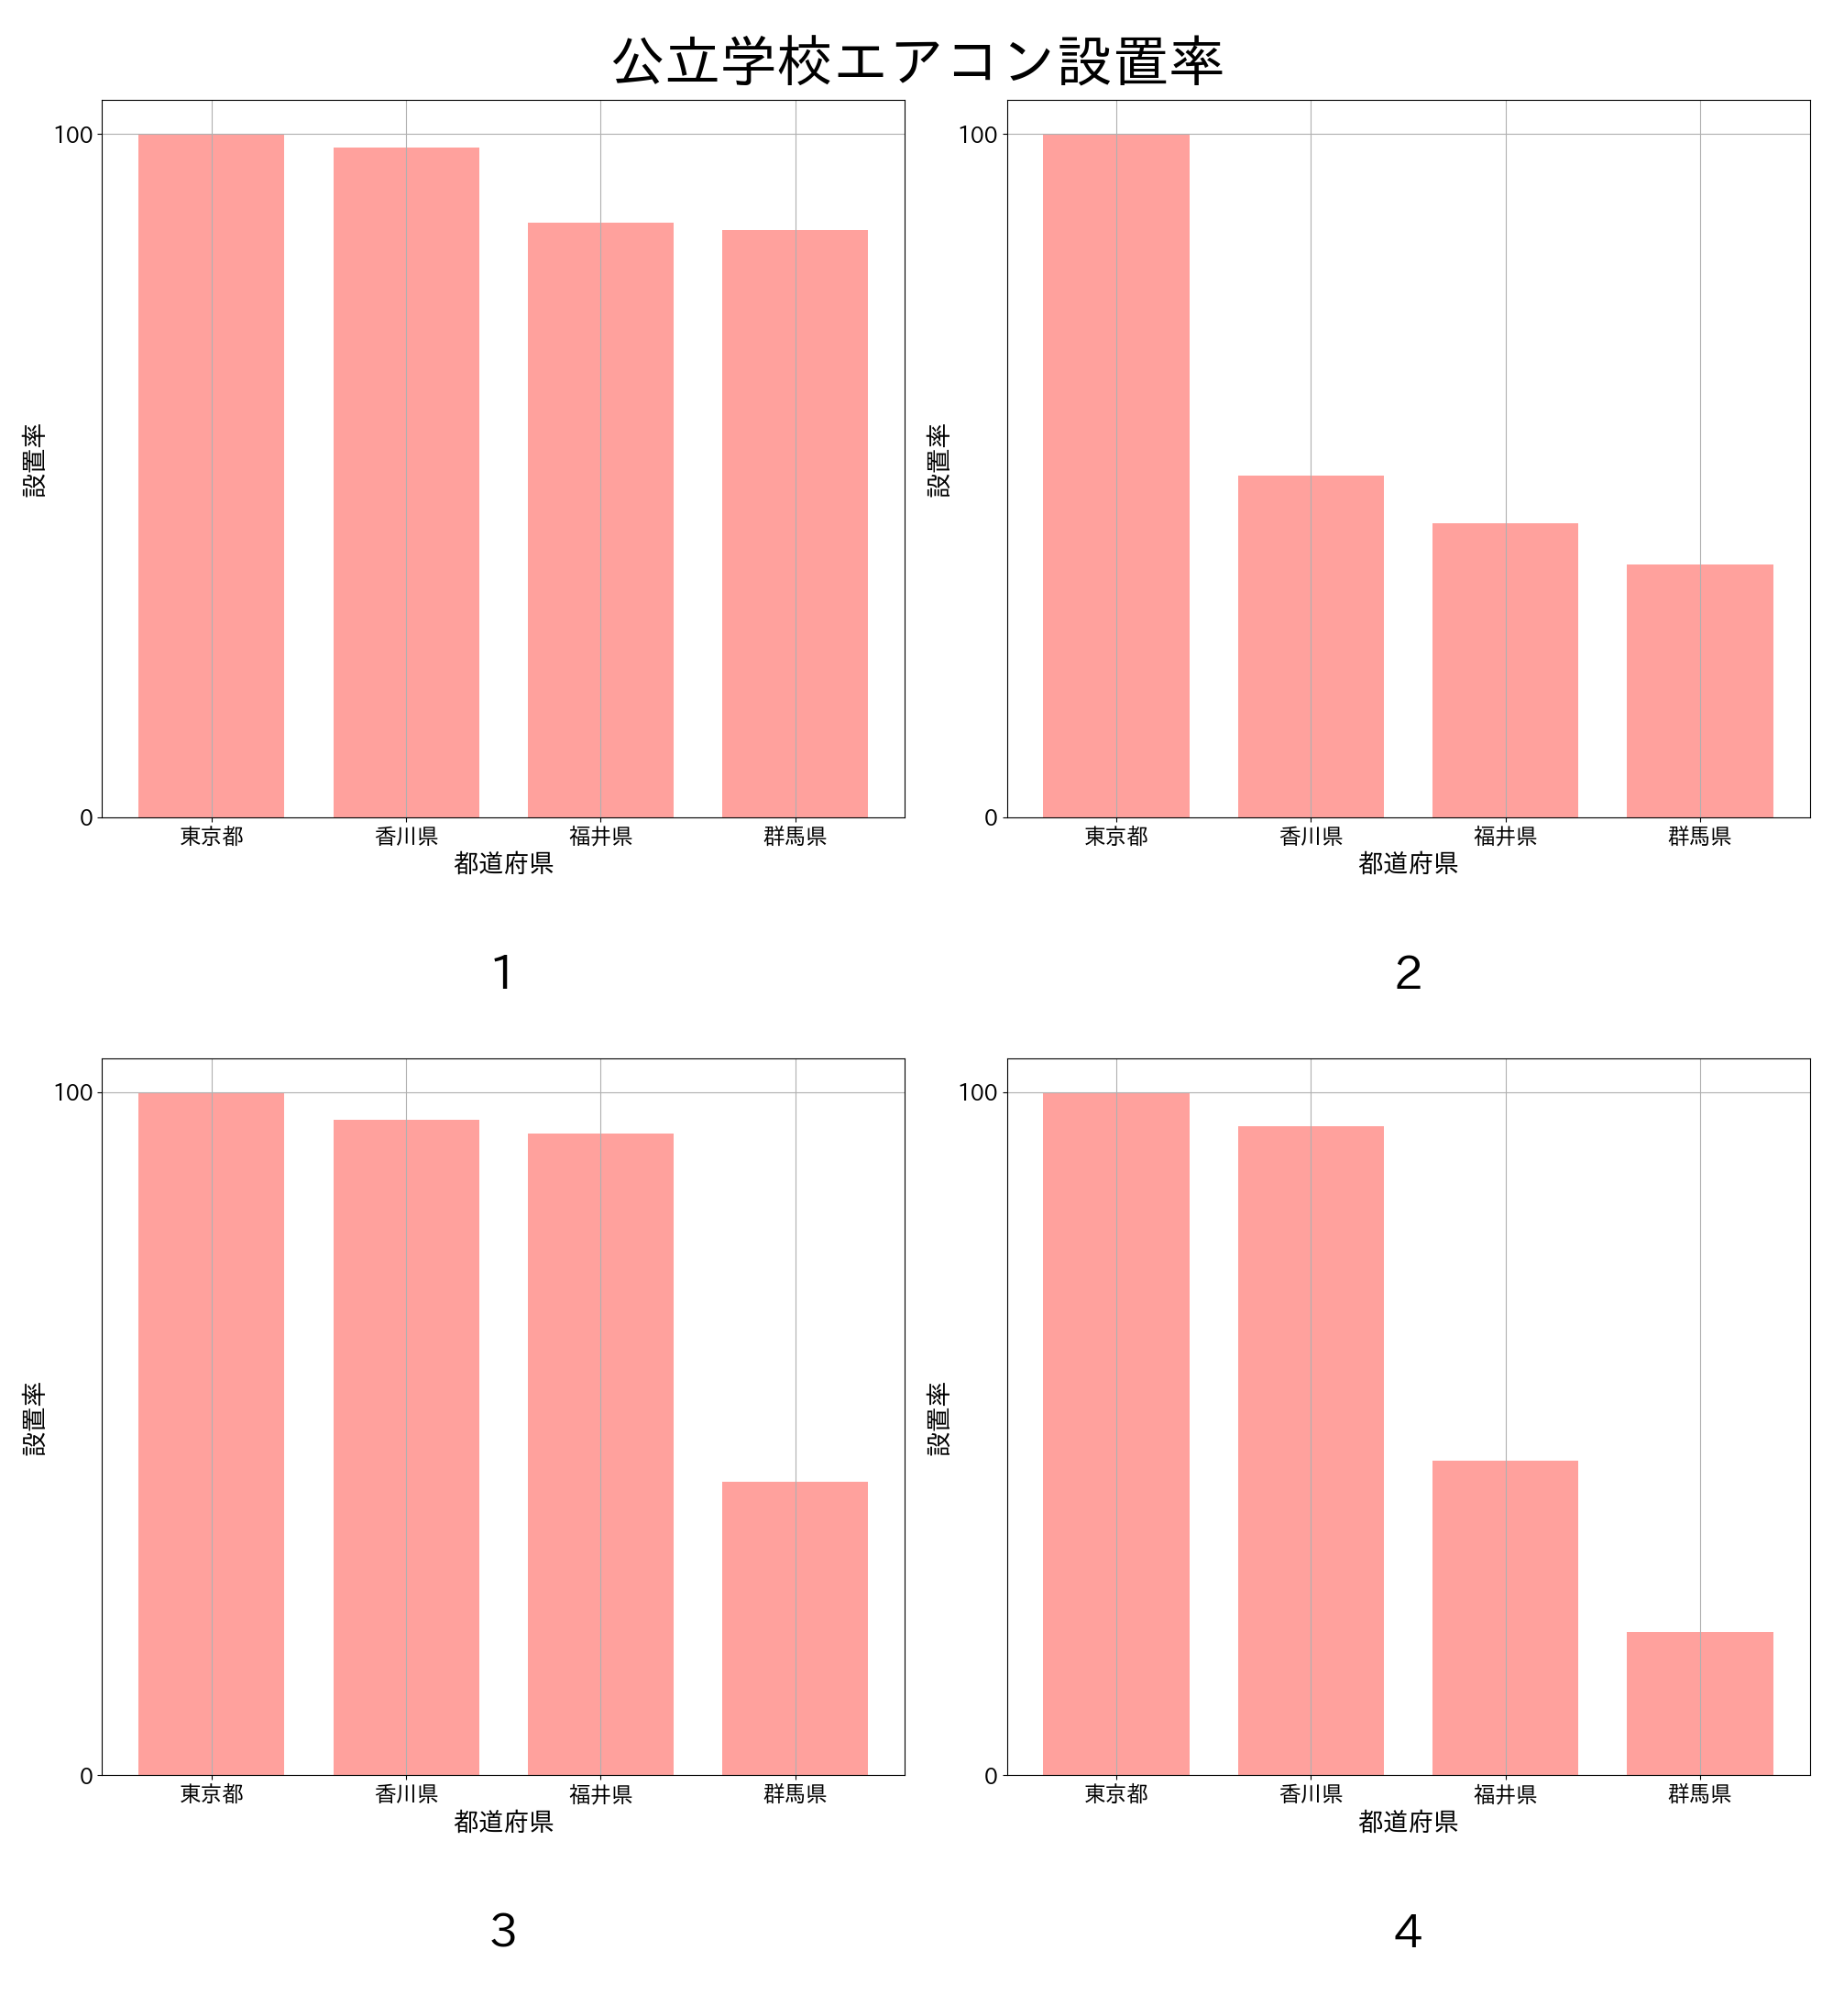 公立学校エアコン設置率
100
0
設置率
東京都 香川県 福井県 群馬県
都道府県
1
100
0
設置率
東京都 香川県 福井県 群馬県
都道府県
2
100
0
設置率
東京都 香川県 福井県 群馬県
都道府県
3
100
0
設置率
東京都 香川県 福井県 群馬県
都道府県
4